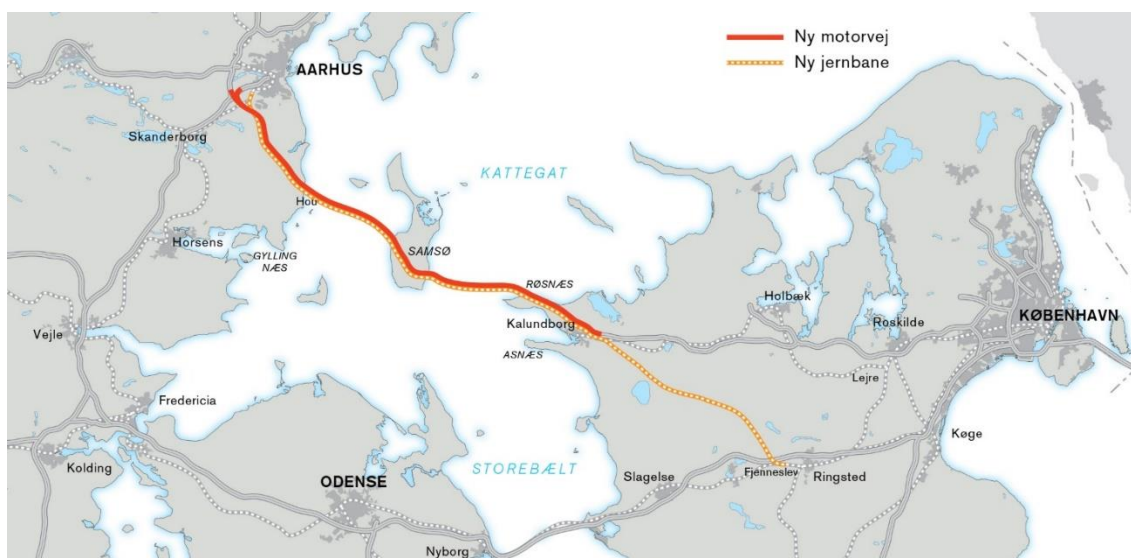 Ny motorvej
Ny jernbane
AARHUS
Skanderborg
KATTEGAT
Hou
Horsens
GYLLING
NÆS
SAMSØ
RØSNÆS
Holbæk
Kalundborg
Roskilde
KØBENHAVN
Vejle
ASNÆS
Lejre
Fredericia
Køge
Kolding
STOREBÆLT
ODENSE
Slagelse
Fjenneslev
Ringsted
Nyborg